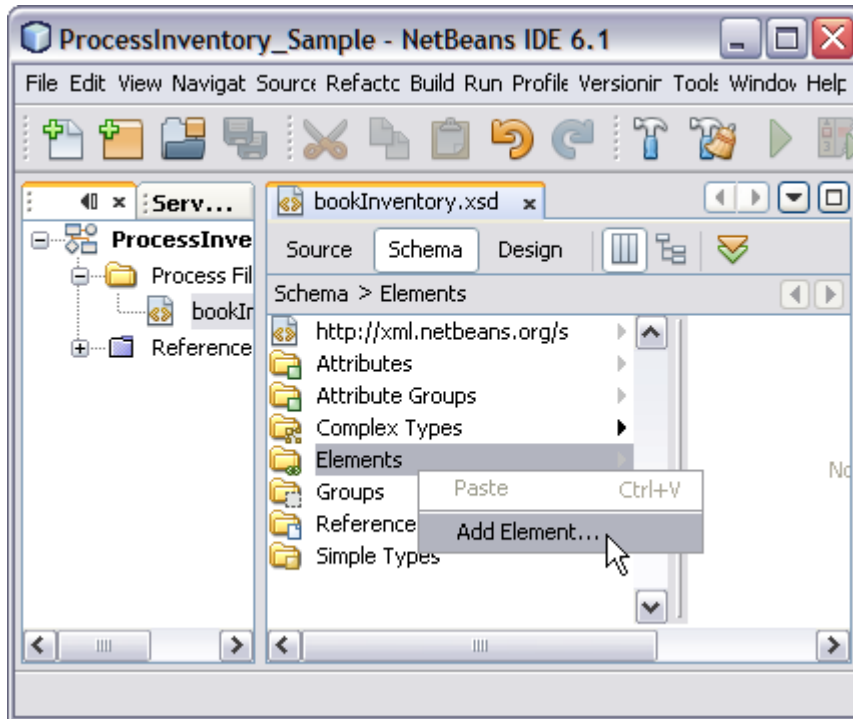 ProcessInventory_Sample - NetBeans IDE 6.1
File Edit View Navigat Source Refactc Build Run Profile Versionin Tools Window Help
Serv...
bookInventory.xsd
ProcessInve
Source Schema Design
Process Fil
Schema > Elements
bookIr
http://xml.netbeans.org/s
Reference
Attributes
Attribute Groups
Complex Types
Elements
No
Paste Ctrl+V
Groups
Reference
Add Element...
Simple Types